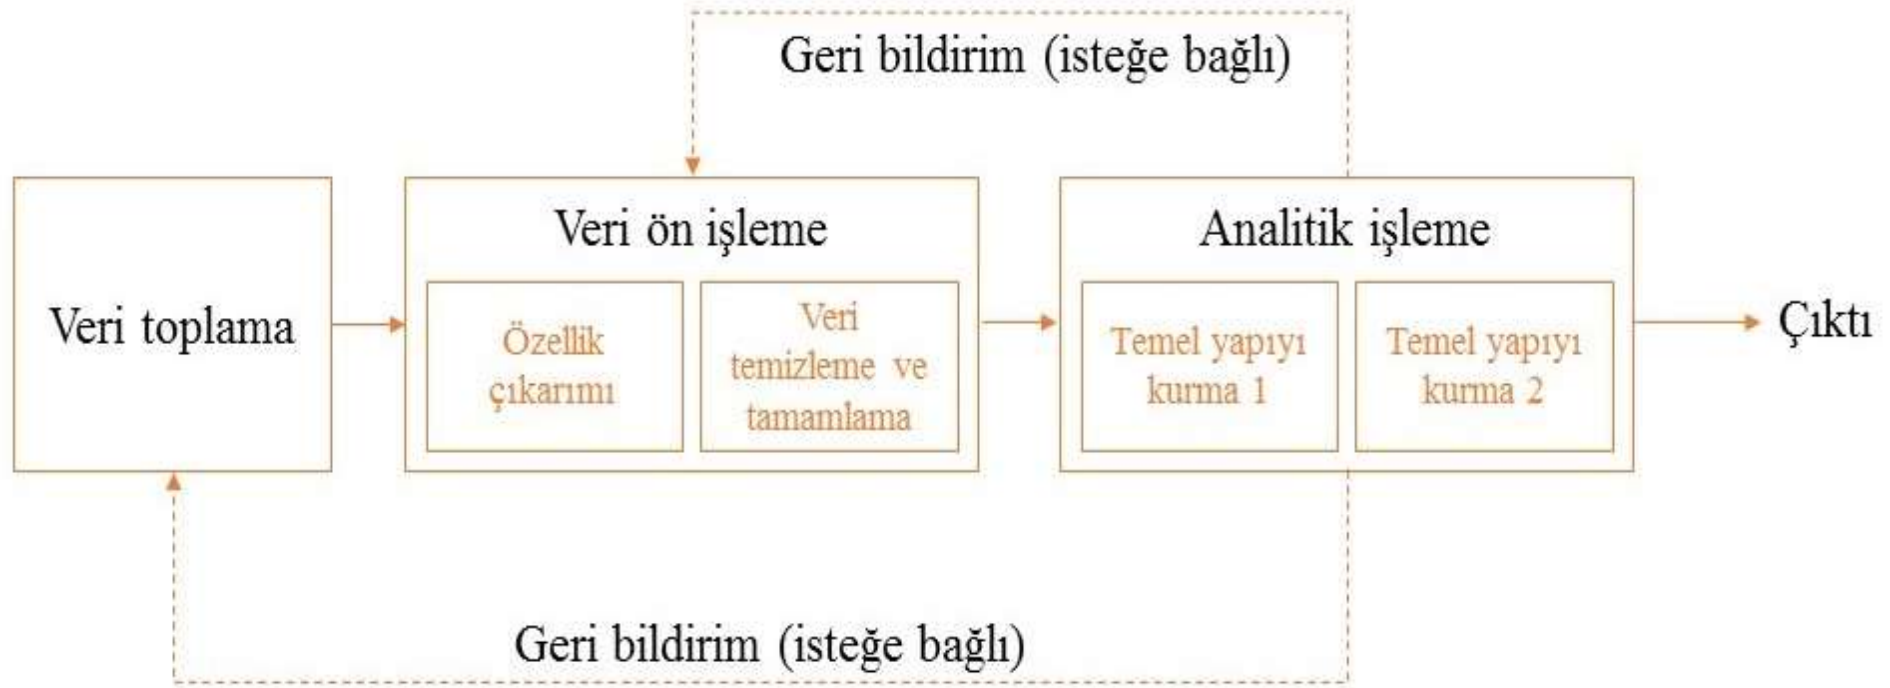 Geri bildirim (isteğe bağlı)
Veri toplama
Veri ön işleme
Özellik
çıkarımı
Veri
temizleme ve
tamamlama
Analitik işleme
Temel yapıyı
kurma 1
Temel yapıyı
kurma 2
Çıktı
Geri bildirim (isteğe bağlı)